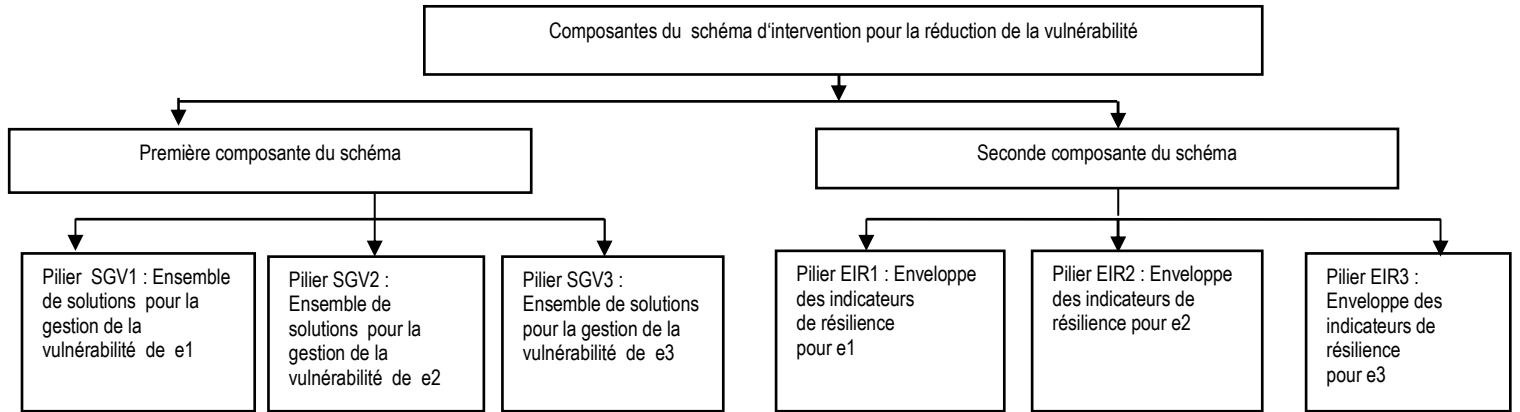 Composantes du schéma d'intervention pour la réduction de la vulnérabilité
Première composante du schéma
Seconde composante du schéma
Pilier SGV1 : Ensemble
de solutions pour la
gestion de la
vulnérabilité de e1
Pilier SGV2 :
Ensemble de
solutions pour la
gestion de la
vulnérabilité de e2
Pilier SGV3 :
Ensemble de solutions
pour la gestion de la
vulnérabilité de e3
Pilier EIR1 : Enveloppe
des indicateurs
de résilience
pour e1
Pilier EIR2 : Enveloppe
des indicateurs de
résilience pour e2
Pilier EIR3 :
Enveloppe des
indicateurs de
résilience
pour e3